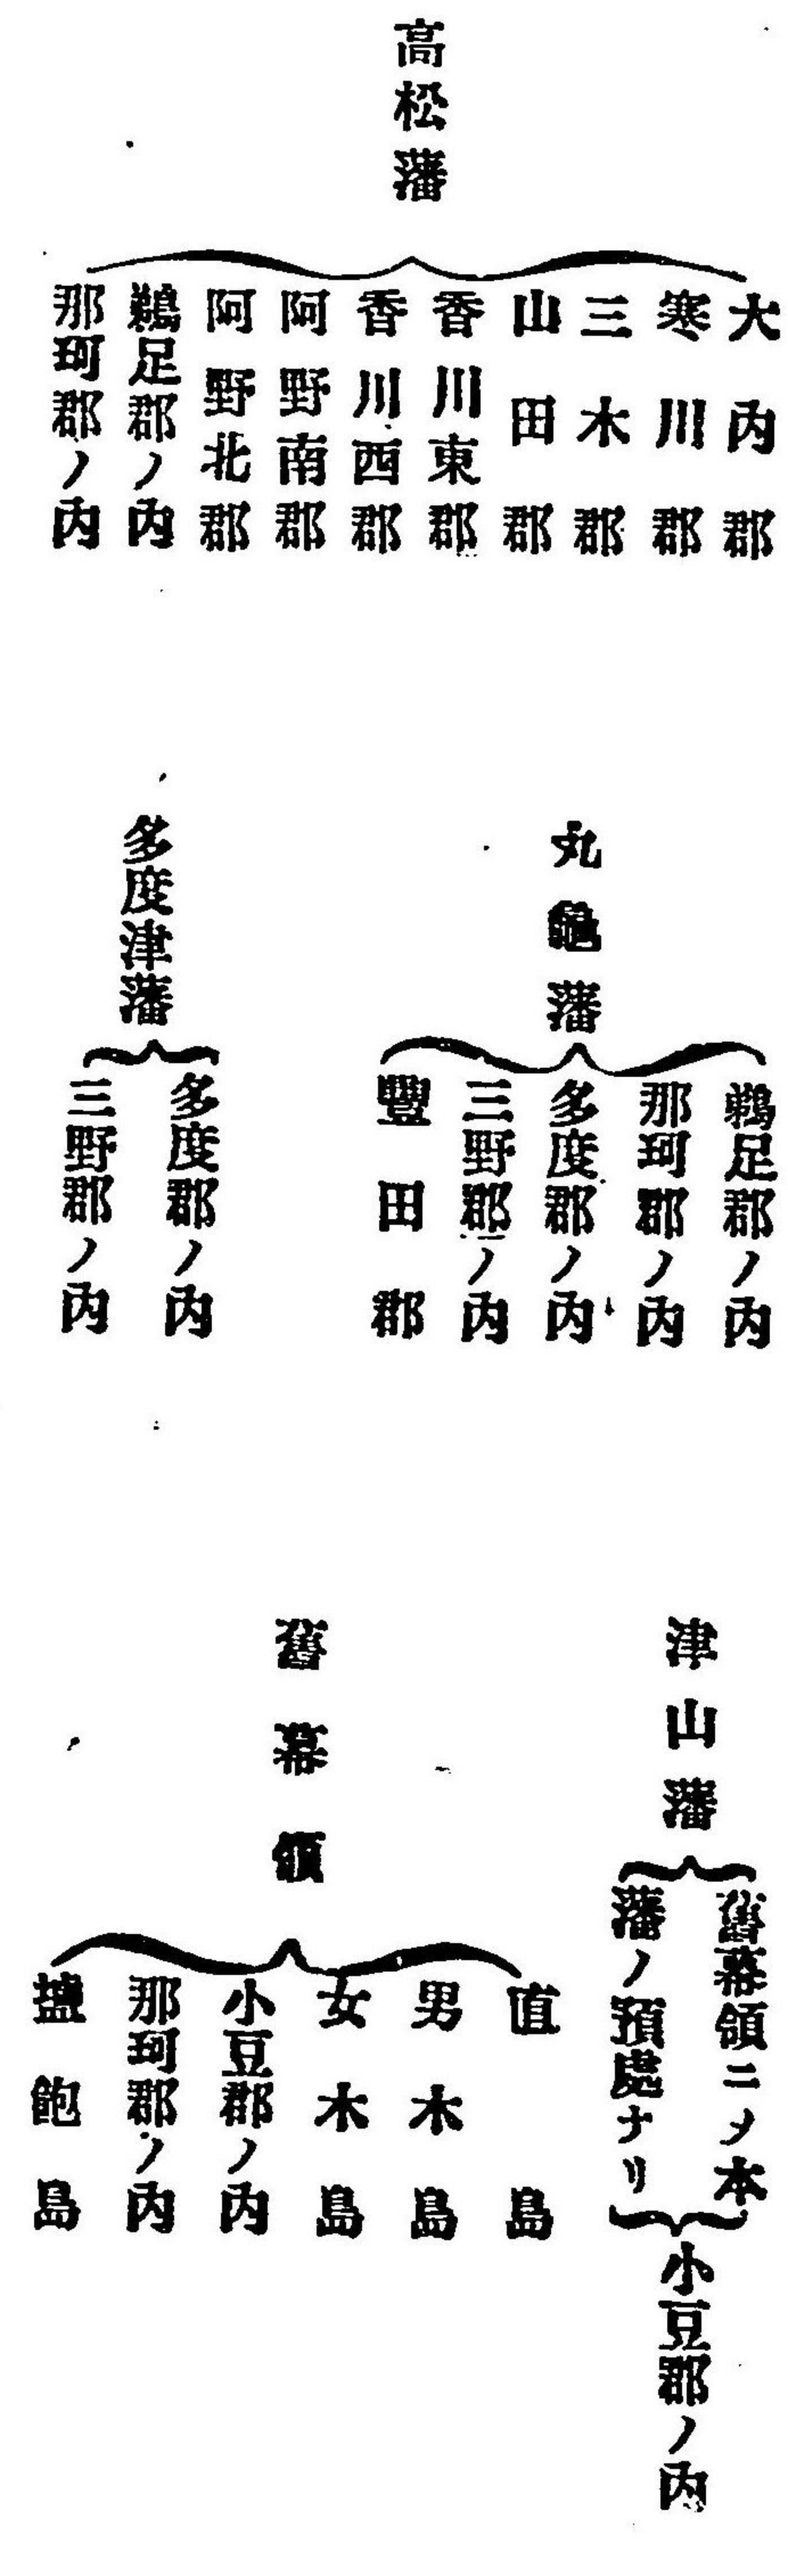 高松藩
大内郡
寒川郡
三木郡
山田郡
香川東郡
香川西郡
阿野南郡
阿野北郡
鵜足郡ノ内
那珂郡ノ内
丸龜藩
鵜足郡ノ内
那珂郡ノ内
多度郡ノ内
三野郡ノ内
豐田郡
多度津藩
多度郡ノ内
三野郡ノ内
津山藩
舊幕領ニ〆本
藩ノ預處ナリ
小豆郡ノ内
舊幕領
直島
男木島
女木島
小豆郡ノ内
那珂郡ノ内
鹽飽島